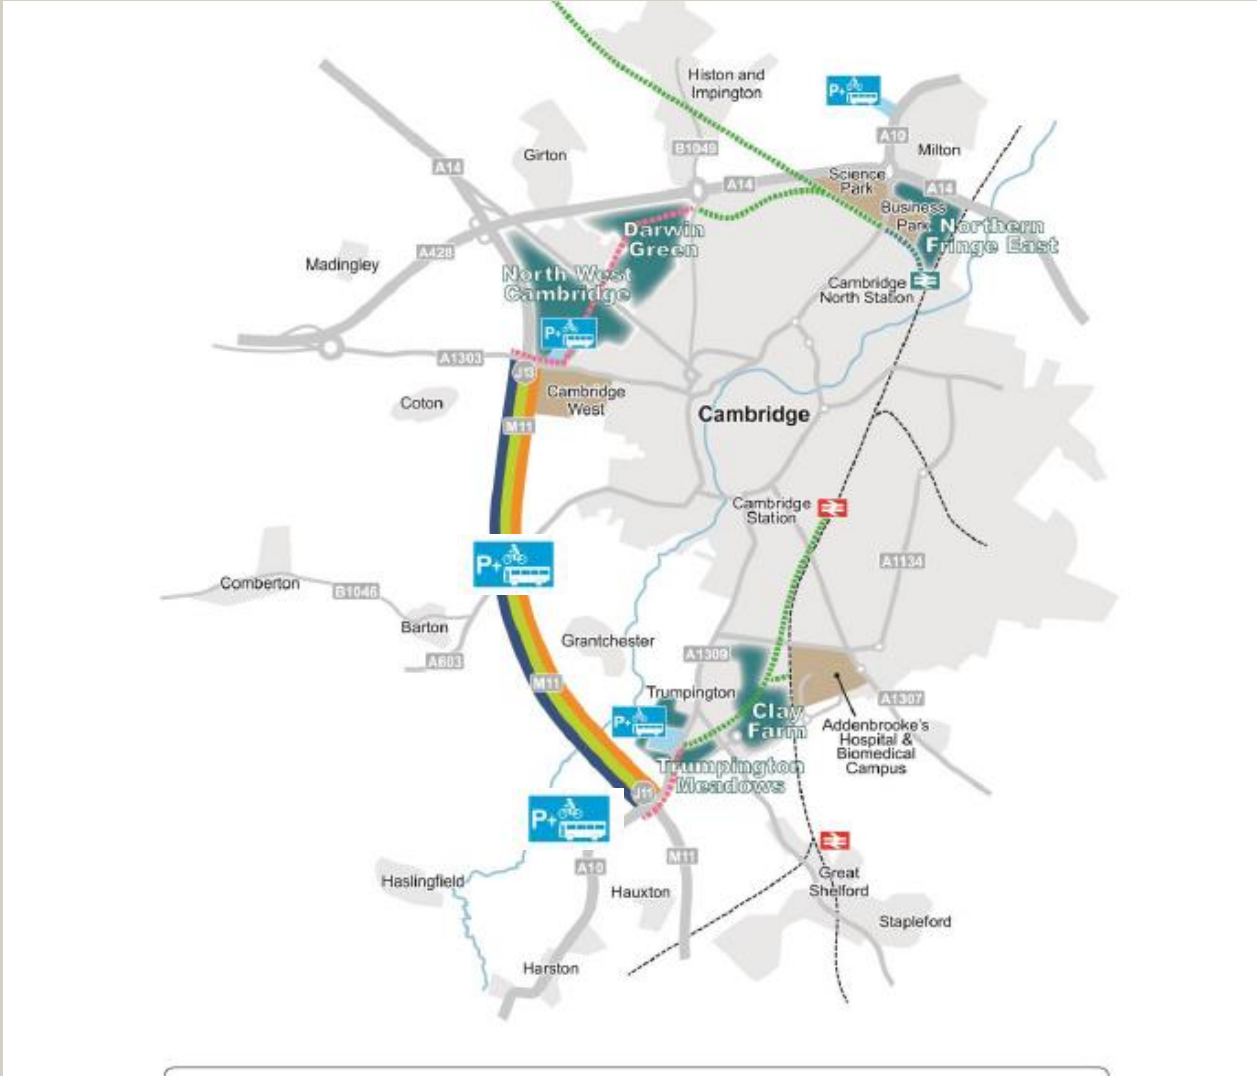 Histon and
Impington
P+
A10
Milton
B1049
Girton
A14
Science
Park
A14
A14
Business
Park
Northern
Fringe East
Darwin
Green
A428
Madingley
North West
Cambridge
Cambridge
North Station
P+
A1303
J13
Cambridge
West
Coton
M11
Cambridge
Cambridge
Station
P+
A1134
Comberton
B1046
Barton
Grantchester
A603
A1309
M11
Trumpington
A1307
P+
Clay
Farm
Addenbrooke's
Hospital &
Biomedical
Campus
Trumpington
Meadows
J11
P+
A10
M11
Haslingfield
Hauxton
Great
Shelford
Stapleford
Harston